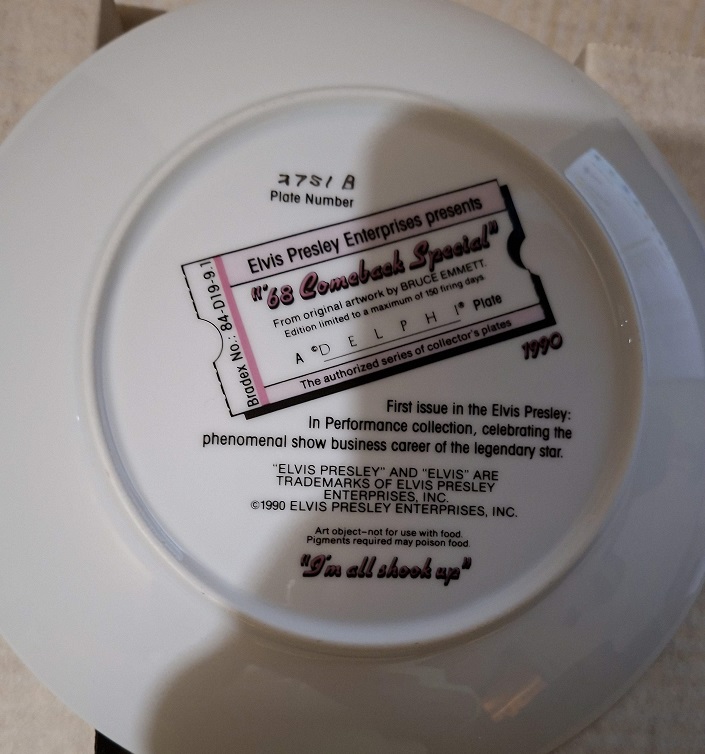 2751 A
Plate Number
Elvis Presley Enterprises presents
"'68 Comeback Special"
From original artwork by BRUCE EMMETT.
Edition limited to a maximum of 150 firing days.
A ©DELPHI® Plate
The authorized series of collector's plates
Bradex No.: 84-D19-9.1
1990
First issue in the Elvis Presley:
In Performance collection, celebrating the
phenomenal show business career of the legendary star.
"ELVIS PRESLEY" AND "ELVIS" ARE
TRADEMARKS OF ELVIS PRESLEY
ENTERPRISES, INC.
©1990 ELVIS PRESLEY ENTERPRISES, INC.
Art object–not for use with food.
Pigments required may poison food.
"I'm all shook up"